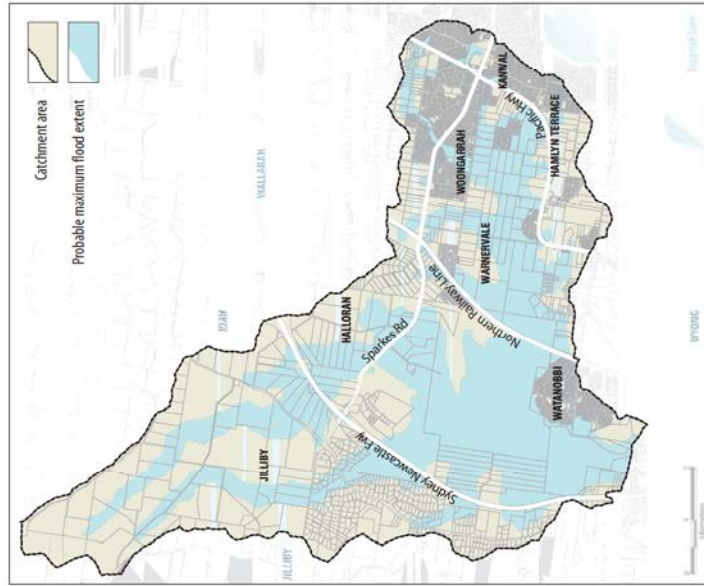 Catchment area
Probable maximum flood extent
WALLARAH
KIAR
JILLIBY
HALLORAN
Sparkes Rd
Northern Railway Line
Sydney Newcastle Fwy
JILLIBY
WOONGARRAH
KANWAL
Pacific Hwy
HAMLYN TERRACE
WARNERVALE
WATANOBBI
WYONG